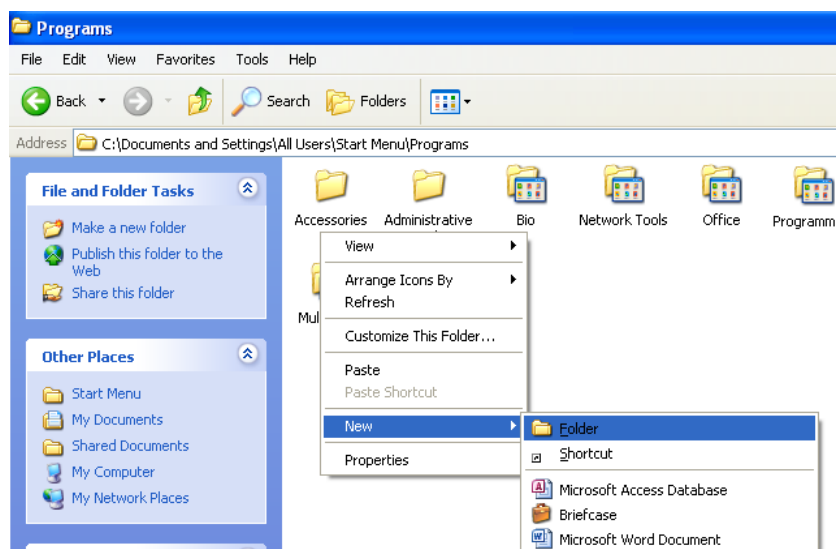 Programs
File Edit View Favorites Tools Help
Back Search Folders
Address C:\Documents and Settings\All Users\Start Menu\Programs
File and Folder Tasks
Make a new folder
Publish this folder to the
Web
Share this folder
Other Places
Start Menu
My Documents
Shared Documents
My Computer
My Network Places
Accessories Administrative Bio Network Tools Office Programm
Mul
View
Arrange Icons By
Refresh
Customize This Folder...
Paste
Paste Shortcut
New
Properties
Folder
Shortcut
Microsoft Access Database
Briefcase
Microsoft Word Document